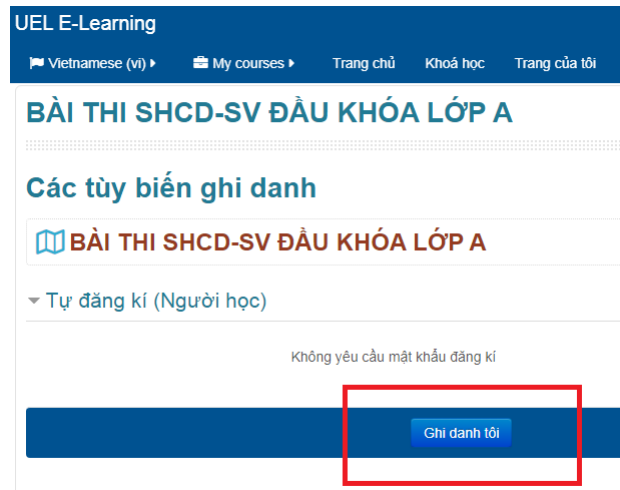 UEL E-Learning
Vietnamese (vi) My courses Trang chủ Khoá học Trang của tôi
BÀI THI SHCD-SV ĐẦU KHÓA LỚP A
Các tùy biến ghi danh
BÀI THI SHCD-SV ĐẦU KHÓA LỚP A
Tự đăng kí (Người học)
Không yêu cầu mật khẩu đăng kí
Ghi danh tôi